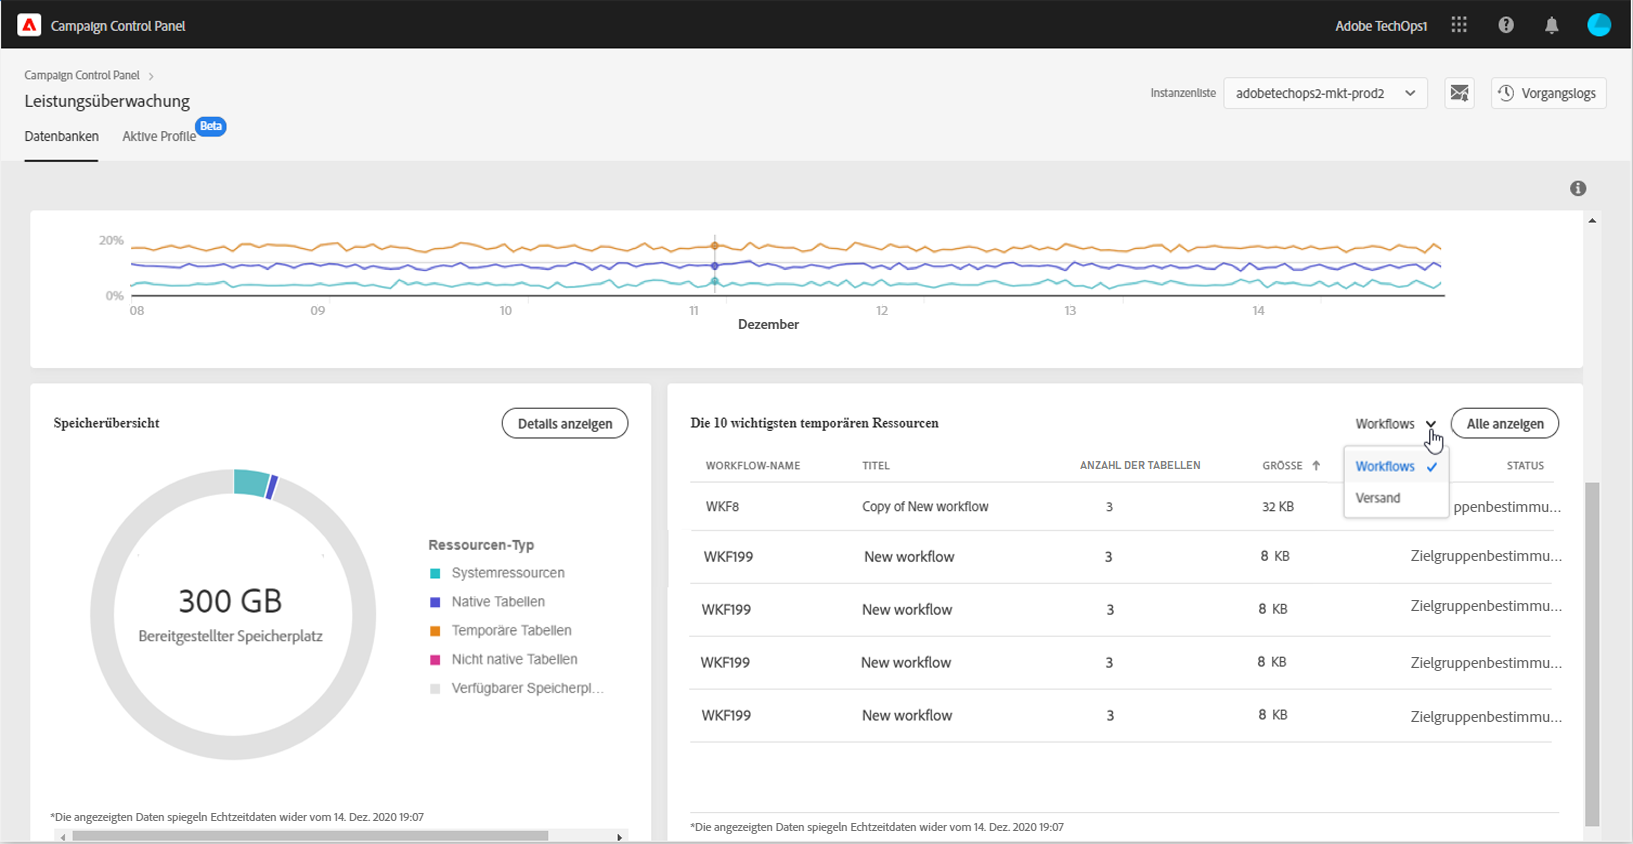 Campaign Control Panel
Adobe TechOps1
Campaign Control Panel
Leistungsüberwachung
Instanzenliste
adobetechops2-mkt-prod2
Vorgangslogs
Datenbanken
Aktive Profile
Beta
20%
0%
08 09 10 11 12 13 14
Dezember
Speicherübersicht
Details anzeigen
300 GB
Bereitgestellter Speicherplatz
Ressourcen-Typ
Systemressourcen
Native Tabellen
Temporäre Tabellen
Nicht native Tabellen
Verfügbarer Speicherpl...
*Die angezeigten Daten spiegeln Echtzeitdaten wider vom 14. Dez. 2020 19:07
Die 10 wichtigsten temporären Ressourcen
Workflows
Alle anzeigen
Workflows
Versand
WORKFLOW-NAME TITEL ANZAHL DER TABELLEN GRÖSSE STATUS
WKF8 Copy of New workflow 3 32 KB ppenbestimmu...
WKF199 New workflow 3 8 KB Zielgruppenbestimmu...
WKF199 New workflow 3 8 KB Zielgruppenbestimmu...
WKF199 New workflow 3 8 KB Zielgruppenbestimmu...
WKF199 New workflow 3 8 KB Zielgruppenbestimmu...
*Die angezeigten Daten spiegeln Echtzeitdaten wider vom 14. Dez. 2020 19:07